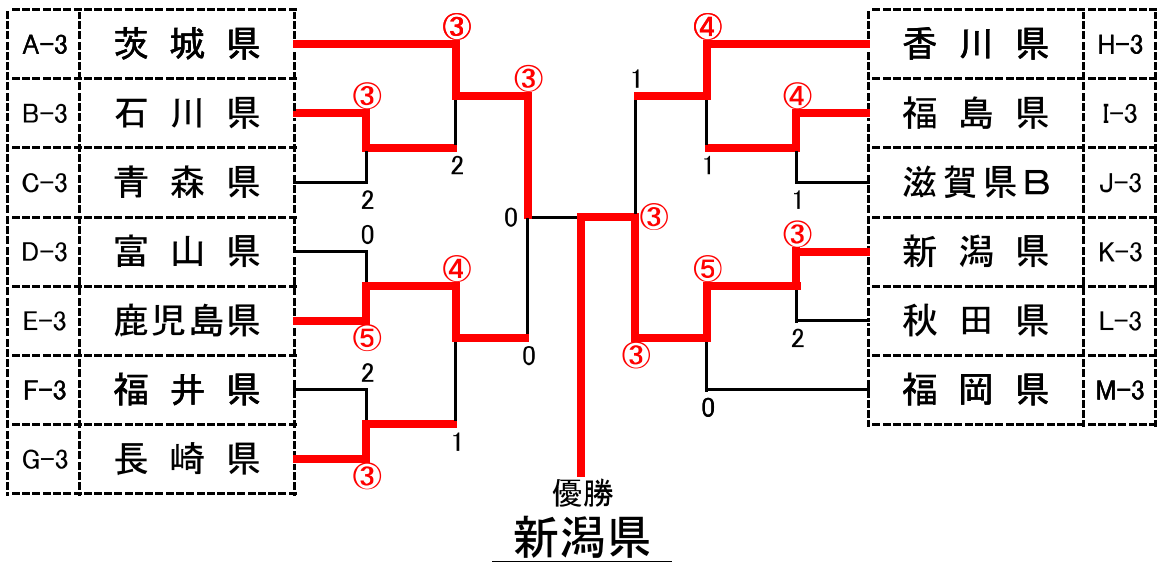 A-3 茨城県 ③ ④ 香川県 H-3
③ 1
B-3 石川県 ③ ④ 福島県 I-3
2 1
C-3 青森県 滋賀県B J-3
2 1
0 ③ 0 ③
D-3 富山県 新潟県 K-3
④ ⑤
E-3 鹿児島県 秋田県 L-3
⑤ 2
0 ③
2
F-3 福井県 福岡県 M-3
0
1
G-3 長崎県
③
優勝
新潟県